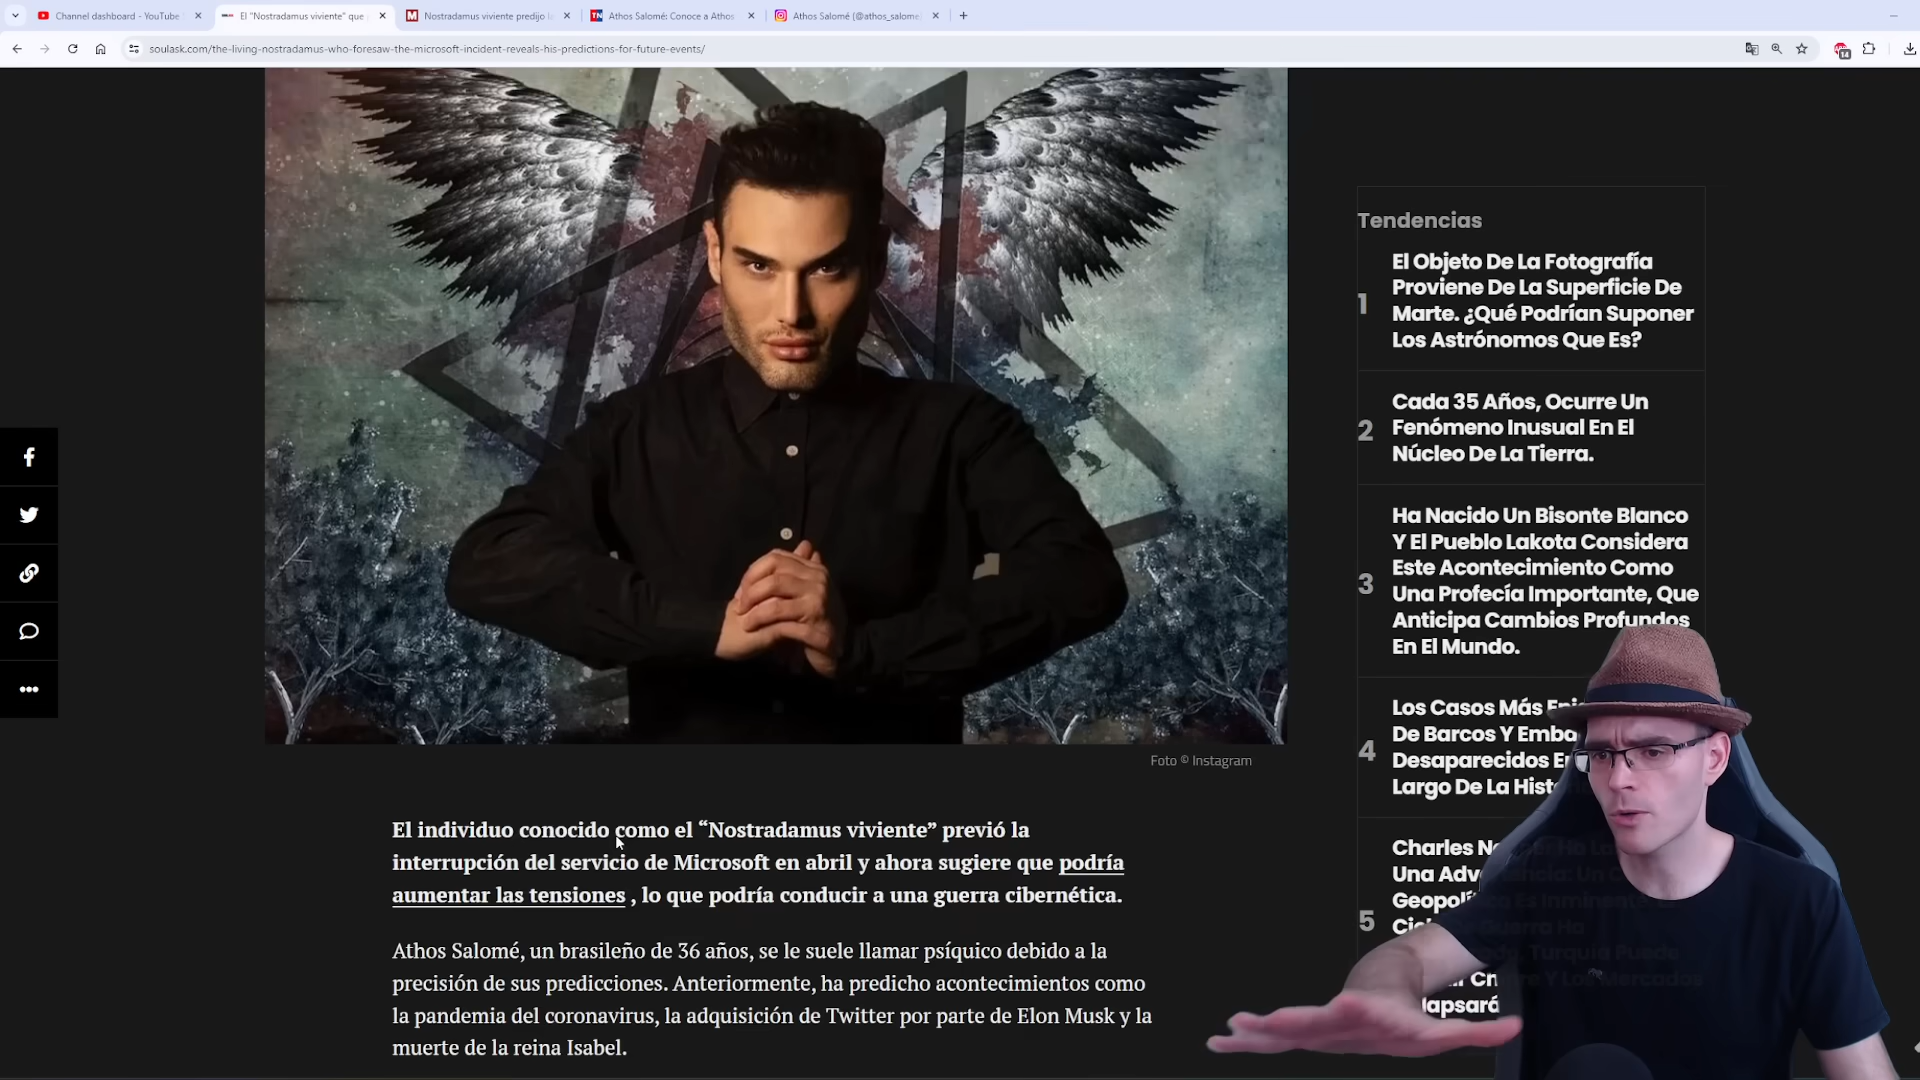 Channel dashboard - YouTube
El "Nostradamus viviente" que
Nostradamus viviente predijo la
Athos Salomé: Conoce a Athos
Athos Salomé (@athos_salome
soulask.com/the-living-nostradamus-who-foresaw-the-microsoft-incident-reveals-his-predictions-for-future-events/
14
Foto © Instagram
El individuo conocido como el “Nostradamus viviente” previó la
interrupción del servicio de Microsoft en abril y ahora sugiere que podría
aumentar las tensiones , lo que podría conducir a una guerra cibernética.
Athos Salomé, un brasileño de 36 años, se le suele llamar psíquico debido a la
precisión de sus predicciones. Anteriormente, ha predicho acontecimientos como
la pandemia del coronavirus, la adquisición de Twitter por parte de Elon Musk y la
muerte de la reina Isabel.
Tendencias
1
El Objeto De La Fotografía
Proviene De La Superficie De
Marte. ¿Qué Podrían Suponer
Los Astrónomos Que Es?
2
Cada 35 Años, Ocurre Un
Fenómeno Inusual En El
Núcleo De La Tierra.
3
Ha Nacido Un Bisonte Blanco
Y El Pueblo Lakota Considera
Este Acontecimiento Como
Una Profecía Importante, Que
Anticipa Cambios Profundos
En El Mundo.
4
Los Casos Más
De Barcos Y
Desaparecidos
Largo De La
5
Charles
Una